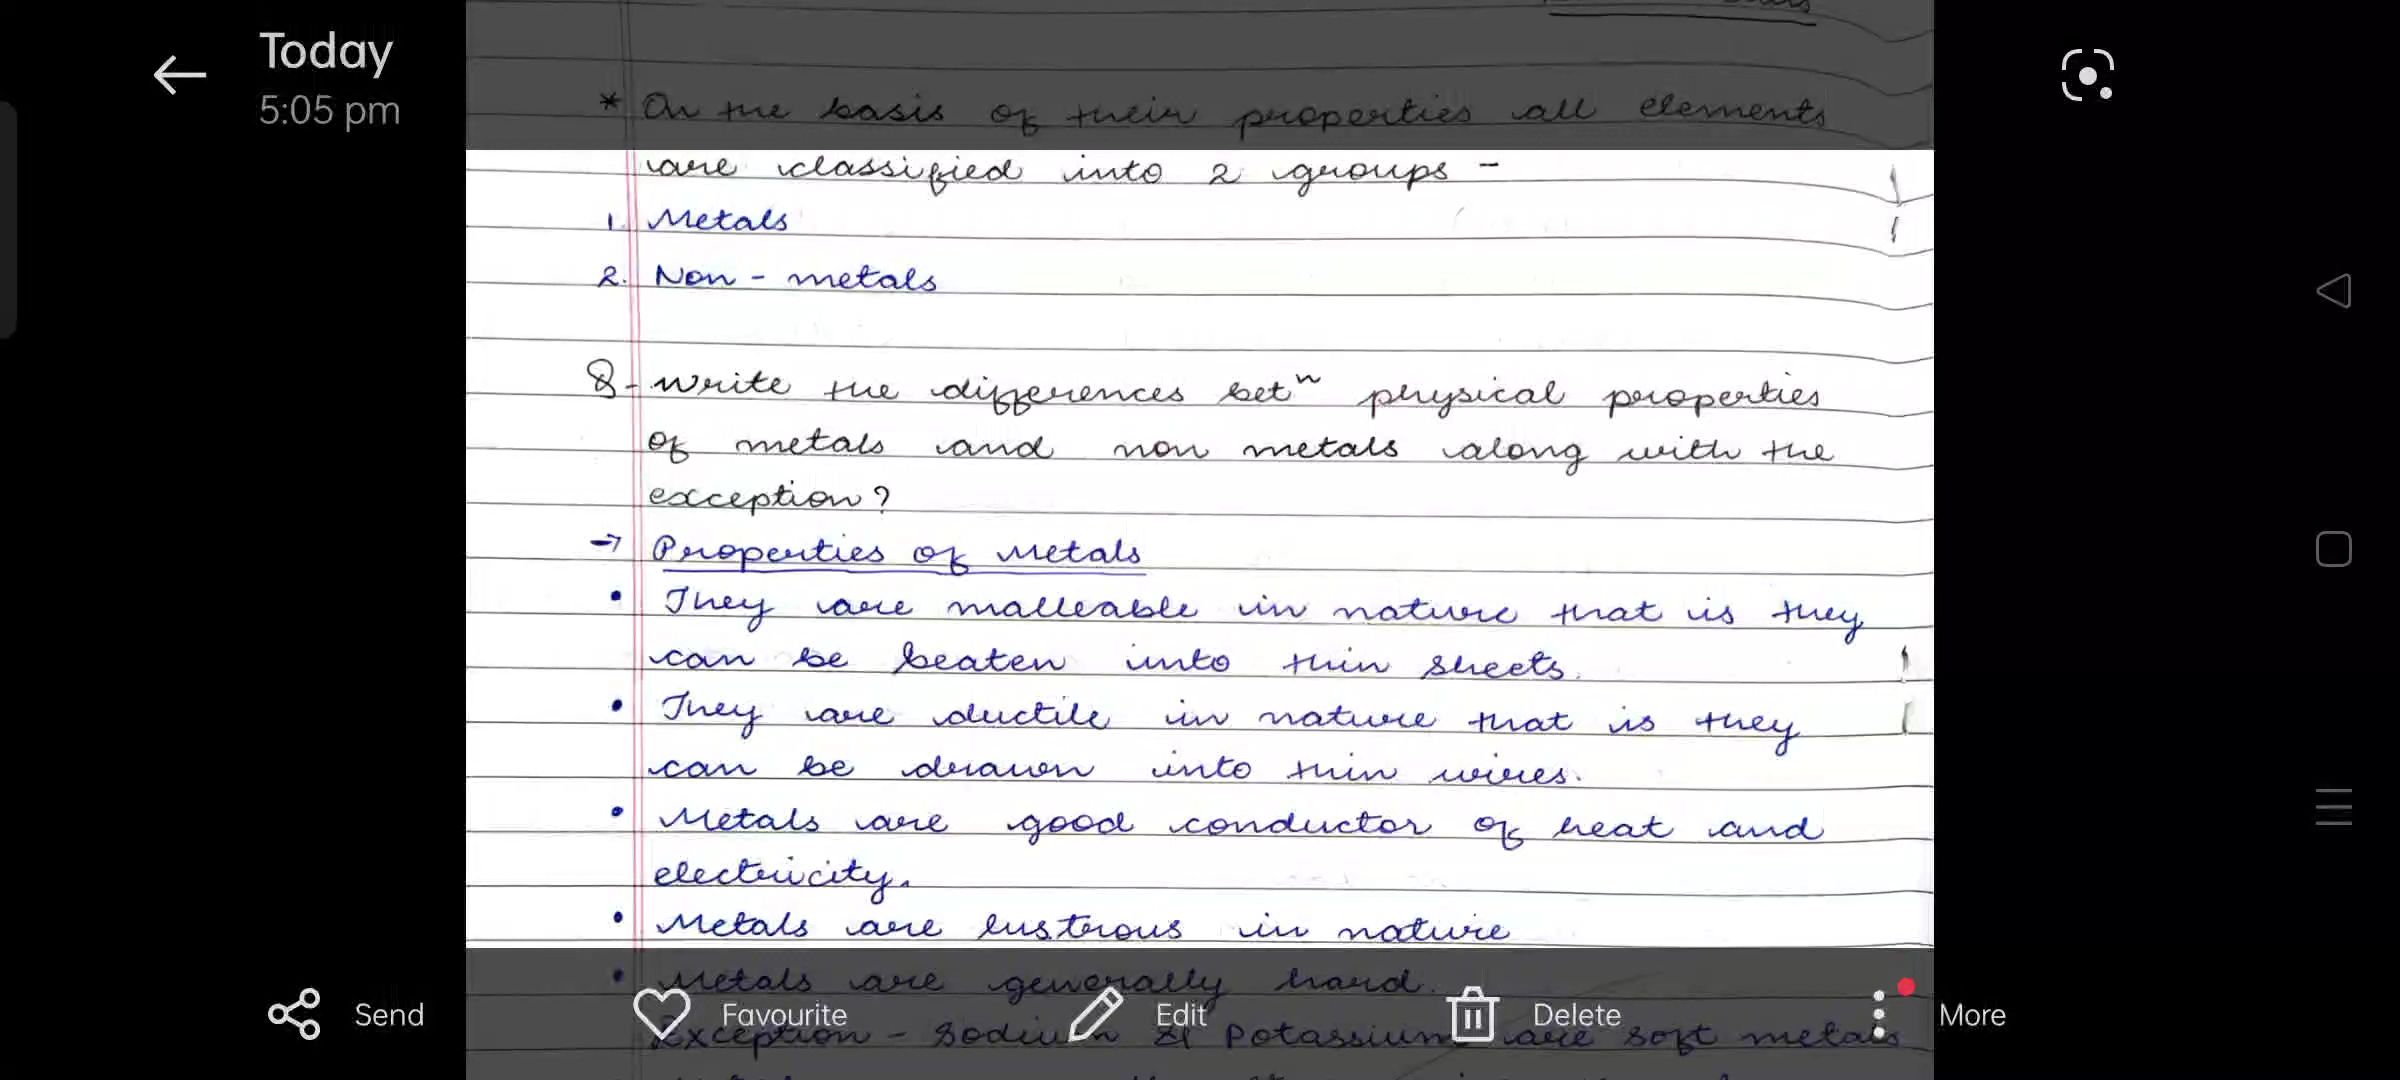 Today
5:05 pm
* On the basis of their properties all elements
are classified into 2 groups -
1. Metals
2. Non - metals
Q - Write the differences betⁿ physical properties
of metals and non metals along with the
exception?
→ Properties of Metals
• They are malleable in nature that is they
can be beaten into thin sheets.
• They are ductile in nature that is they
can be drawn into thin wires.
• Metals are good conductor of heat and
electricity.
• Metals are lustrous in nature
• Metals are generally hard.
Exception - Sodium & Potassium are soft metals
Send
Favourite
Edit
Delete
More